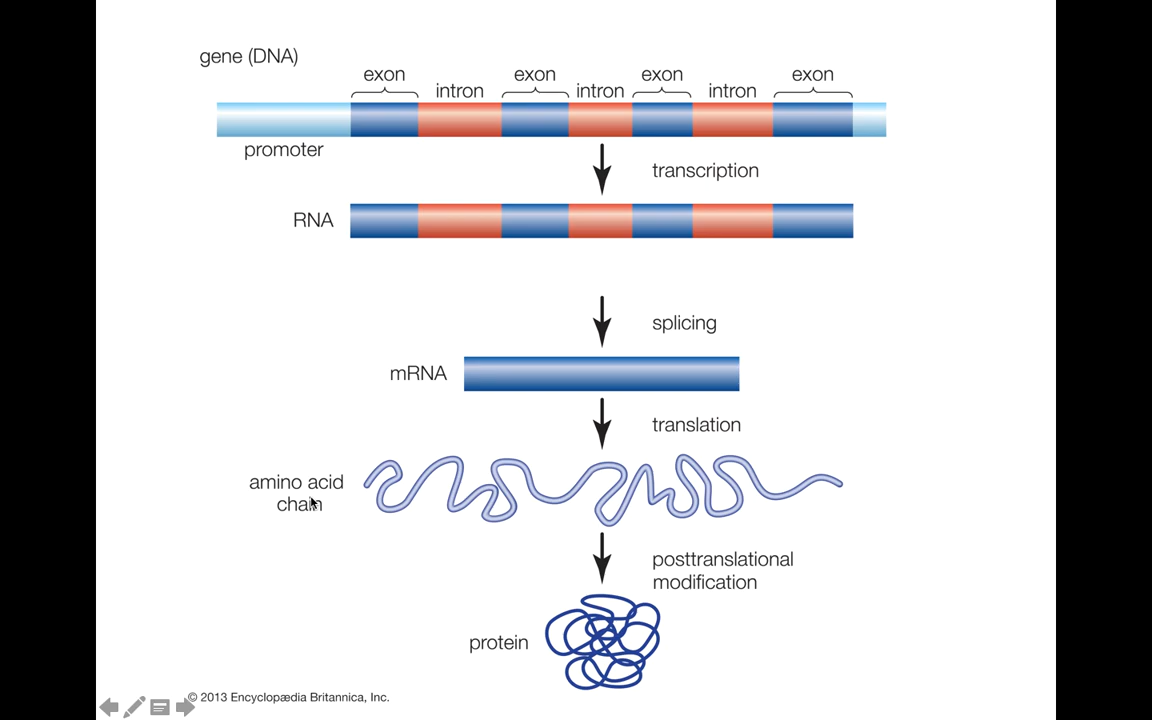 gene (DNA)
exon
exon
exon
exon
intron
intron
intron
promoter
transcription
RNA
splicing
mRNA
translation
amino acid
chain
posttranslational
modification
protein
© 2013 Encyclopædia Britannica, Inc.